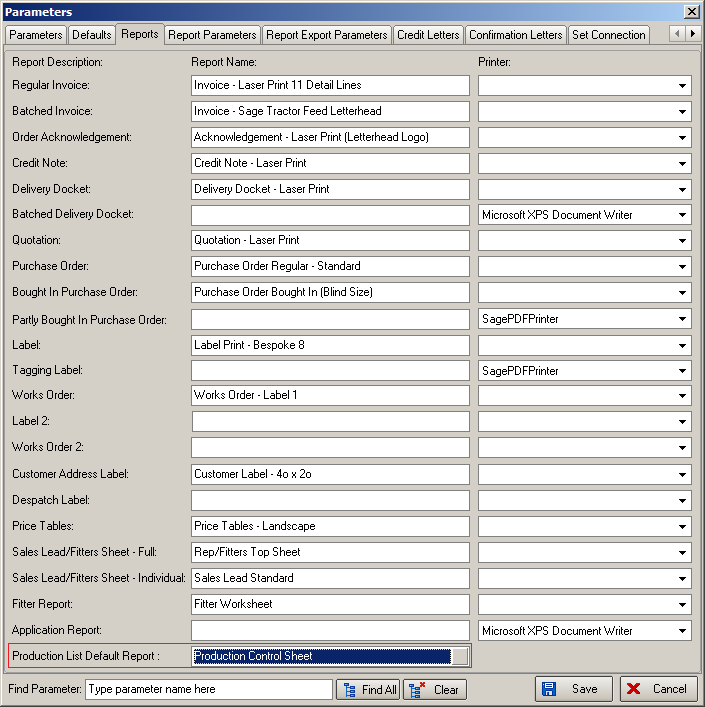 Parameters
Parameters Defaults Reports Report Parameters Report Export Parameters Credit Letters Confirmation Letters Set Connection
Report Description: Report Name: Printer:
Regular Invoice: Invoice - Laser Print 11 Detail Lines
Batched Invoice: Invoice - Sage Tractor Feed Letterhead
Order Acknowledgement: Acknowledgement - Laser Print (Letterhead Logo)
Credit Note: Credit Note - Laser Print
Delivery Docket: Delivery Docket - Laser Print
Batched Delivery Docket: Microsoft XPS Document Writer
Quotation: Quotation - Laser Print
Purchase Order: Purchase Order Regular - Standard
Bought In Purchase Order: Purchase Order Bought In (Blind Size)
Partly Bought In Purchase Order: SagePDFPrinter
Label: Label Print - Bespoke 8
Tagging Label: SagePDFPrinter
Works Order: Works Order - Label 1
Label 2:
Works Order 2:
Customer Address Label: Customer Label - 4o x 2o
Despatch Label:
Price Tables: Price Tables - Landscape
Sales Lead/Fitters Sheet - Full: Rep/Fitters Top Sheet
Sales Lead/Fitters Sheet - Individual: Sales Lead Standard
Fitter Report: Fitter Worksheet
Application Report: Microsoft XPS Document Writer
Production List Default Report : Production Control Sheet
Find Parameter: Type parameter name here Find All Clear Save Cancel